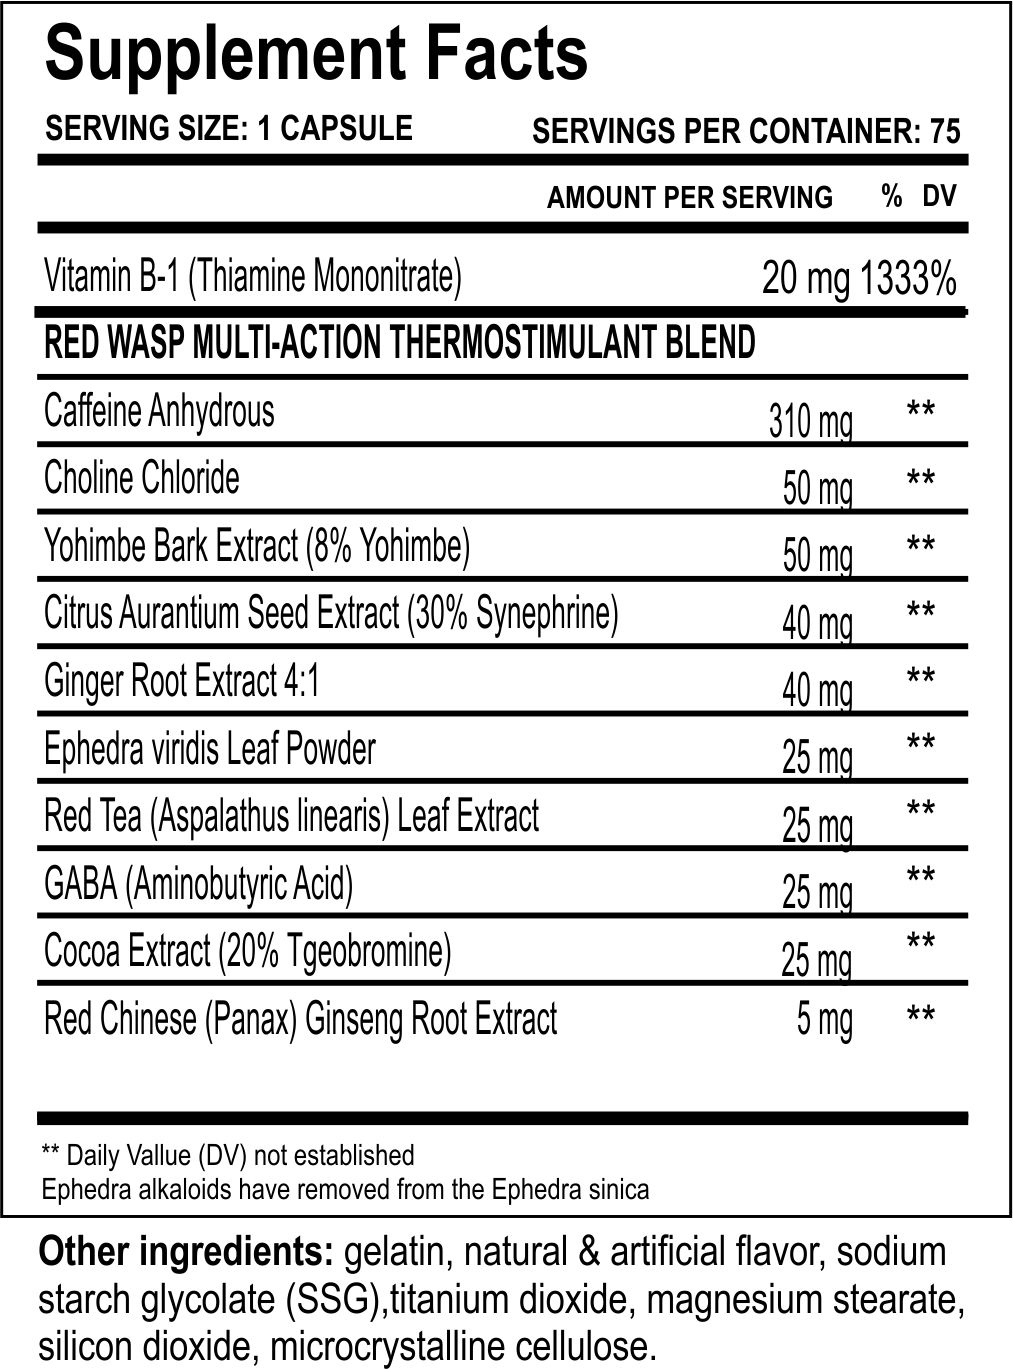 Supplement Facts
SERVING SIZE: 1 CAPSULE SERVINGS PER CONTAINER: 75
AMOUNT PER SERVING % DV
Vitamin B-1 (Thiamine Mononitrate) 20 mg 1333%
RED WASP MULTI-ACTION THERMOSTIMULANT BLEND
Caffeine Anhydrous 310 mg **
Choline Chloride 50 mg **
Yohimbe Bark Extract (8% Yohimbe) 50 mg **
Citrus Aurantium Seed Extract (30% Synephrine) 40 mg **
Ginger Root Extract 4:1 40 mg **
Ephedra viridis Leaf Powder 25 mg **
Red Tea (Aspalathus linearis) Leaf Extract 25 mg **
GABA (Aminobutyric Acid) 25 mg **
Cocoa Extract (20% Tgeobromine) 25 mg **
Red Chinese (Panax) Ginseng Root Extract 5 mg **
** Daily Vallue (DV) not established
Ephedra alkaloids have removed from the Ephedra sinica
Other ingredients: gelatin, natural & artificial flavor, sodium
starch glycolate (SSG),titanium dioxide, magnesium stearate,
silicon dioxide, microcrystalline cellulose.